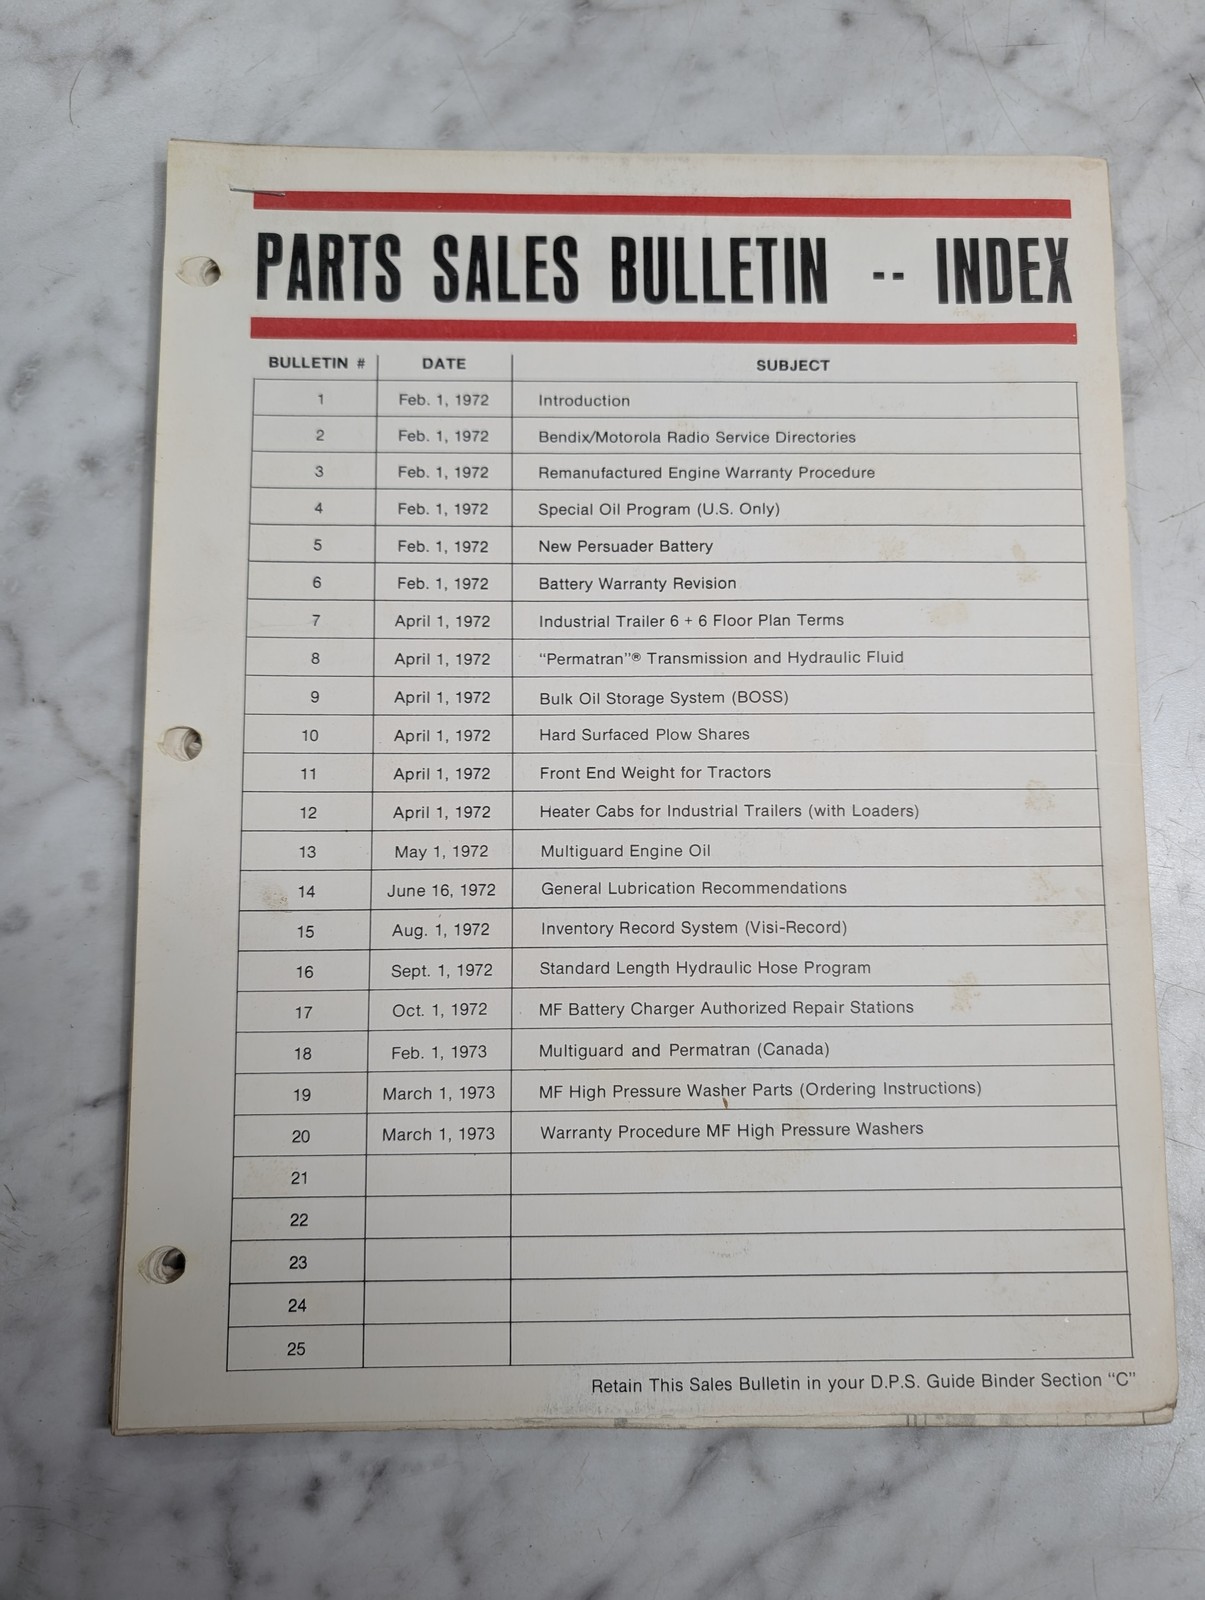 PARTS SALES BULLETIN -- INDEX
BULLETIN # DATE SUBJECT
1 Feb. 1, 1972 Introduction
2 Feb. 1, 1972 Bendix/Motorola Radio Service Directories
3 Feb. 1, 1972 Remanufactured Engine Warranty Procedure
4 Feb. 1, 1972 Special Oil Program (U.S. Only)
5 Feb. 1, 1972 New Persuader Battery
6 Feb. 1, 1972 Battery Warranty Revision
7 April 1, 1972 Industrial Trailer 6 + 6 Floor Plan Terms
8 April 1, 1972 “Permatran”® Transmission and Hydraulic Fluid
9 April 1, 1972 Bulk Oil Storage System (BOSS)
10 April 1, 1972 Hard Surfaced Plow Shares
11 April 1, 1972 Front End Weight for Tractors
12 April 1, 1972 Heater Cabs for Industrial Trailers (with Loaders)
13 May 1, 1972 Multiguard Engine Oil
14 June 16, 1972 General Lubrication Recommendations
15 Aug. 1, 1972 Inventory Record System (Visi-Record)
16 Sept. 1, 1972 Standard Length Hydraulic Hose Program
17 Oct. 1, 1972 MF Battery Charger Authorized Repair Stations
18 Feb. 1, 1973 Multiguard and Permatran (Canada)
19 March 1, 1973 MF High Pressure Washer Parts (Ordering Instructions)
20 March 1, 1973 Warranty Procedure MF High Pressure Washers
21
22
23
24
25
Retain This Sales Bulletin in your D.P.S. Guide Binder Section “C”